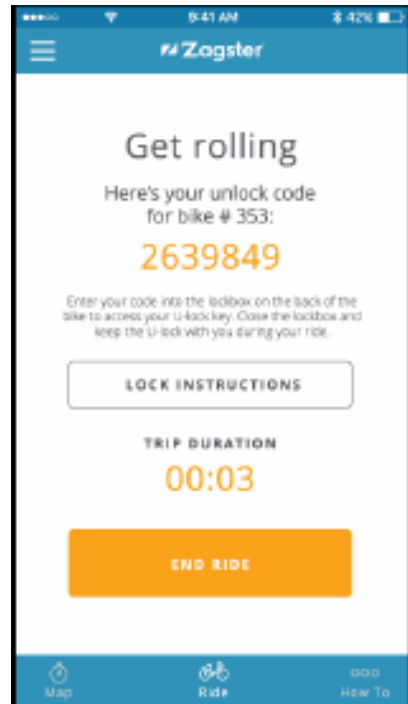 9:41 AM
42%
Zagster
Get rolling
Here's your unlock code
for bike # 353:
2639849
Enter your code into the lockbox on the back of the
bike to access your U-lock key. Close the lockbox and
keep the U-lock with you during your ride.
LOCK INSTRUCTIONS
TRIP DURATION
00:03
END RIDE
Map
Ride
How To